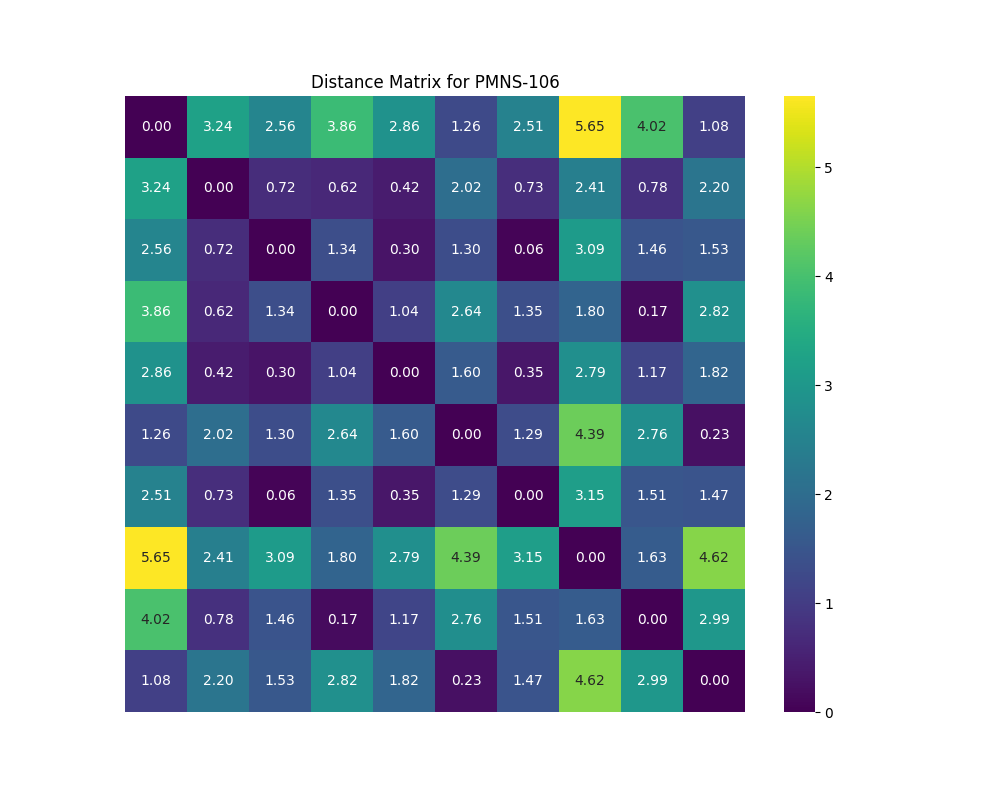 Distance Matrix for PMNS-106
0.00 3.24 2.56 3.86 2.86 1.26 2.51 5.65 4.02 1.08
3.24 0.00 0.72 0.62 0.42 2.02 0.73 2.41 0.78 2.20
2.56 0.72 0.00 1.34 0.30 1.30 0.06 3.09 1.46 1.53
3.86 0.62 1.34 0.00 1.04 2.64 1.35 1.80 0.17 2.82
2.86 0.42 0.30 1.04 0.00 1.60 0.35 2.79 1.17 1.82
1.26 2.02 1.30 2.64 1.60 0.00 1.29 4.39 2.76 0.23
2.51 0.73 0.06 1.35 0.35 1.29 0.00 3.15 1.51 1.47
5.65 2.41 3.09 1.80 2.79 4.39 3.15 0.00 1.63 4.62
4.02 0.78 1.46 0.17 1.17 2.76 1.51 1.63 0.00 2.99
1.08 2.20 1.53 2.82 1.82 0.23 1.47 4.62 2.99 0.00
5
4
3
2
1
0